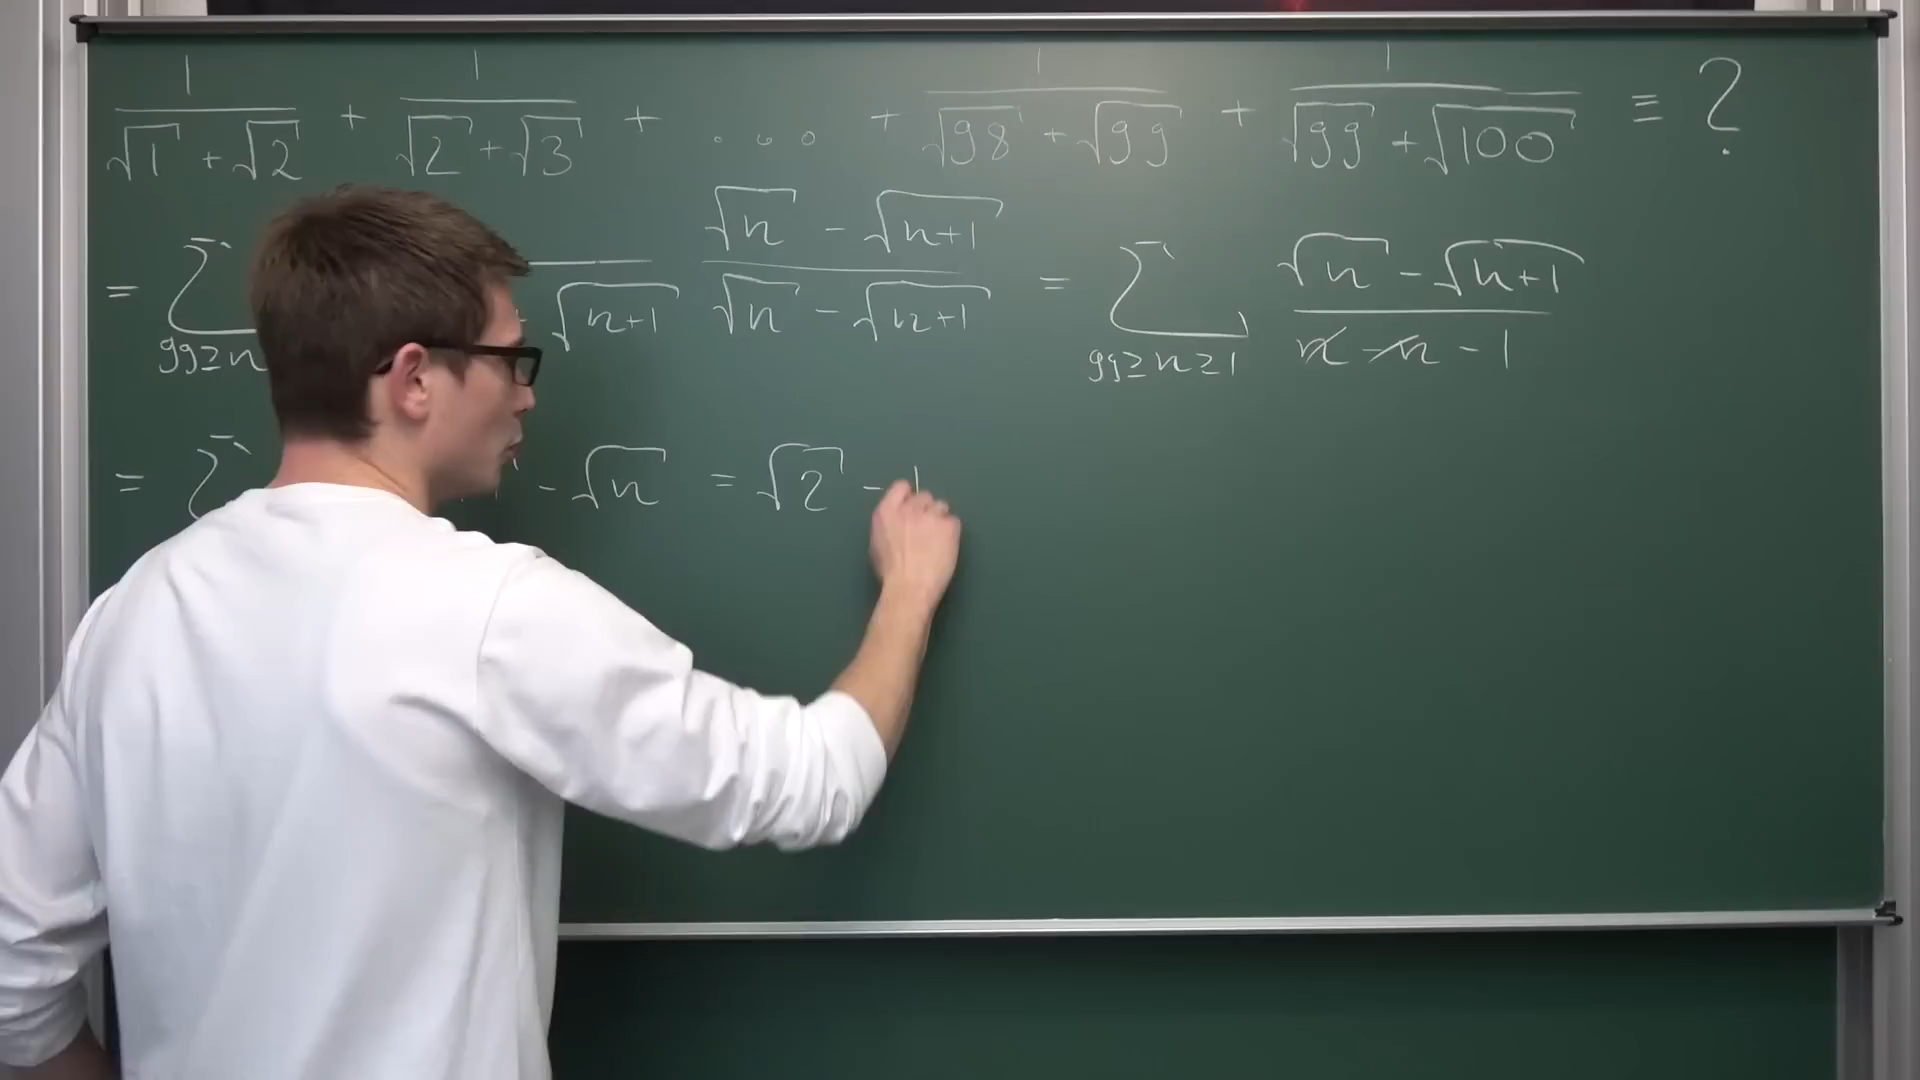 1/(√1 + √2) + 1/(√2 + √3) + ... + 1/(√98 + √99) + 1/(√99 + √100) = ?
= ∑ 99≥n √(n+1) (√n - √(n+1))/(√n - √(n+1)) = ∑ 99≥n≥1 (√n - √(n+1))/(n - n - 1)
= ∑ - √n = √2 - 1